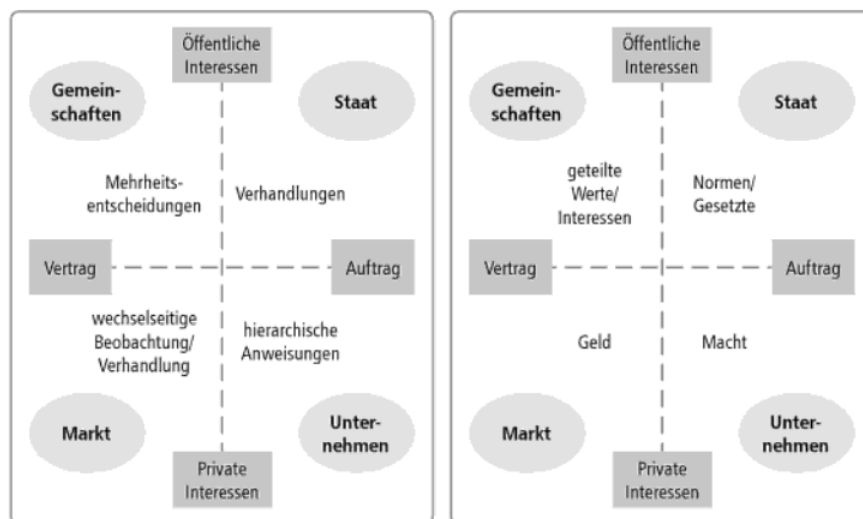 Öffentliche
Interessen
Gemein-
schaften
Staat
Mehrheits-
entscheidungen
Verhandlungen
Vertrag
Auftrag
wechselseitige
Beobachtung/
Verhandlung
hierarchische
Anweisungen
Markt
Unter-
nehmen
Private
Interessen
Öffentliche
Interessen
Gemein-
schaften
Staat
geteilte
Werte/
Interessen
Normen/
Gesetzte
Vertrag
Auftrag
Geld
Macht
Markt
Unter-
nehmen
Private
Interessen